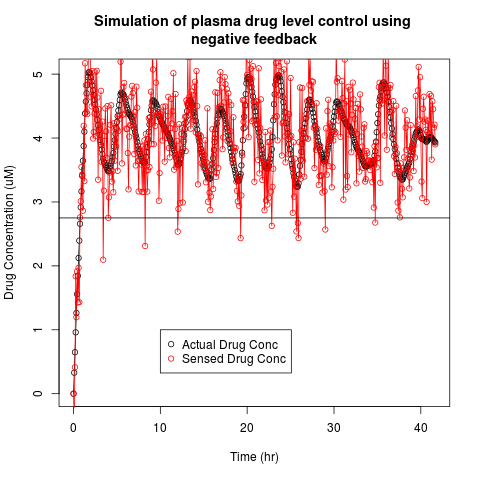 Simulation of plasma drug level control using
negative feedback
Drug Concentration (uM)
5
4
3
2
1
0
Actual Drug Conc
Sensed Drug Conc
0 10 20 30 40
Time (hr)